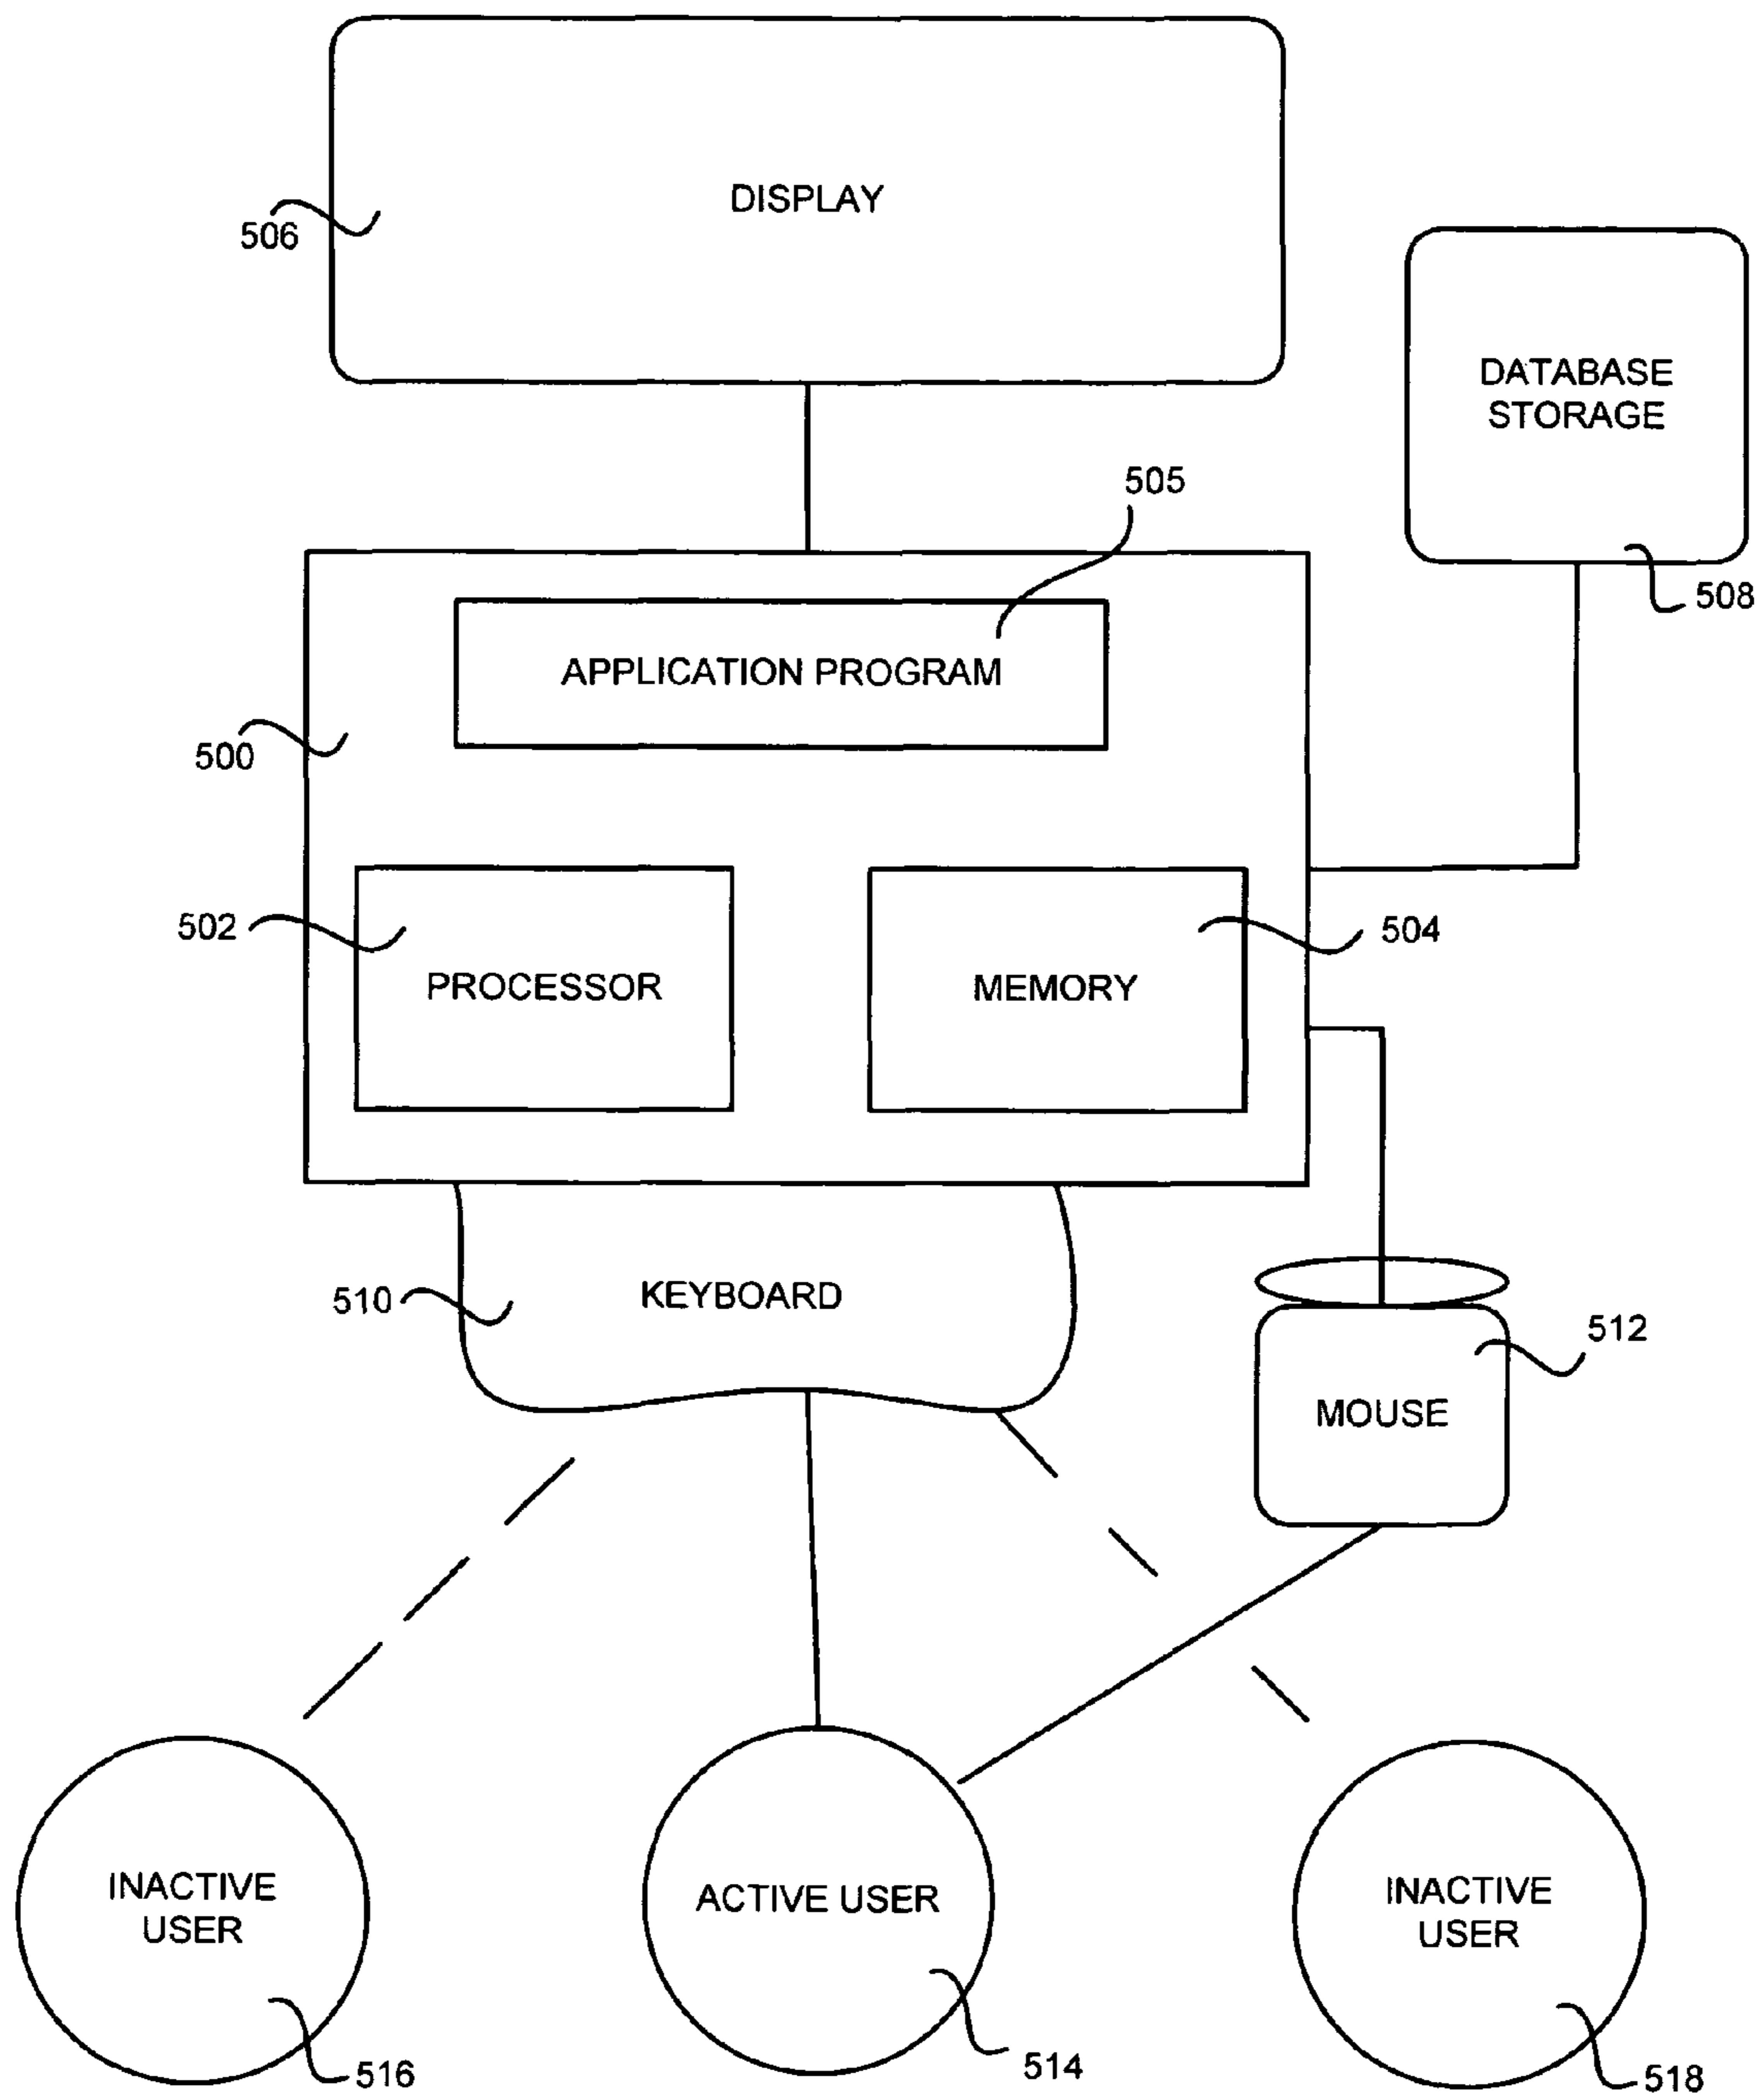 DISPLAY
506
DATABASE
STORAGE
505
508
APPLICATION PROGRAM
500
502
504
PROCESSOR
MEMORY
510
KEYBOARD
512
MOUSE
INACTIVE
USER
ACTIVE USER
INACTIVE
USER
516
514
518